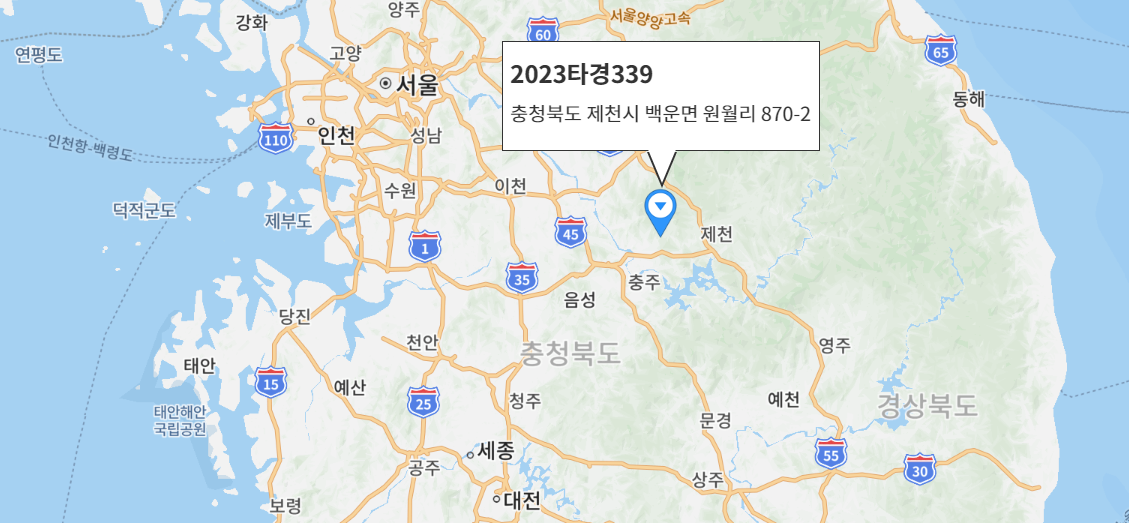 양주
서울양양고속
강화
60
65
연평도
고양
2023타경339
서울
충청북도 제천시 백운면 원월리 870-2
동해
인천
성남
110
인천항-백령도
수원
이천
덕적군도
제부도
45
제천
1
35
충주
음성
당진
천안
영주
충청북도
태안
15
예산
25
청주
예천
경상북도
태안해안
국립공원
문경
세종
55
30
공주
상주
대전
보령